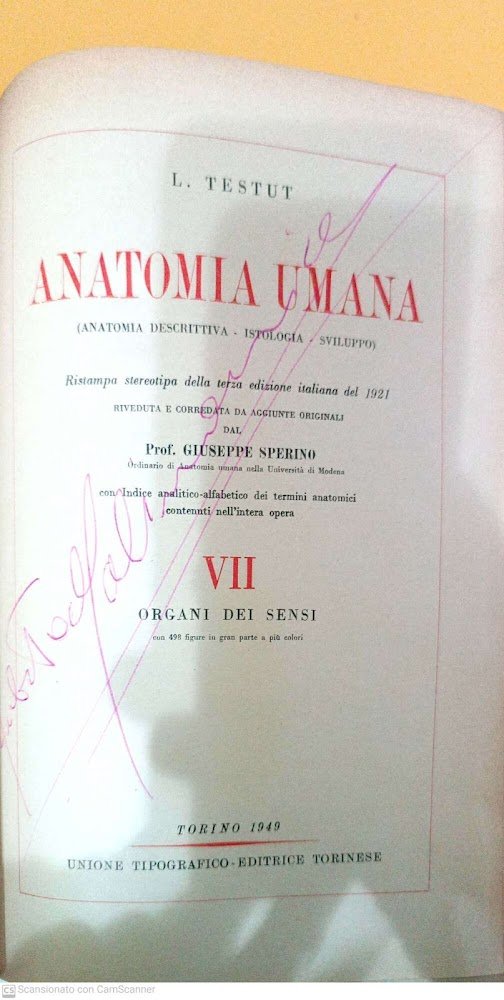 L. TESTUT
ANATOMIA UMANA
(ANATOMIA DESCRITTIVA - ISTOLOGIA - SVILUPPO)
Ristampa stereotipa della terza edizione italiana del 1921
RIVEDUTA E CORREDATA DA AGGIUNTE ORIGINALI
DAL
Prof. GIUSEPPE SPERINO
Ordinario di Anatomia umana nella Università di Modena
con Indice analitico-alfabetico dei termini anatomici
contenuti nell'intera opera
VII
ORGANI DEI SENSI
con 498 figure in gran parte a più colori
TORINO 1949
UNIONE TIPOGRAFICO-EDITRICE TORINESE
CS Scansionato con CamScanner